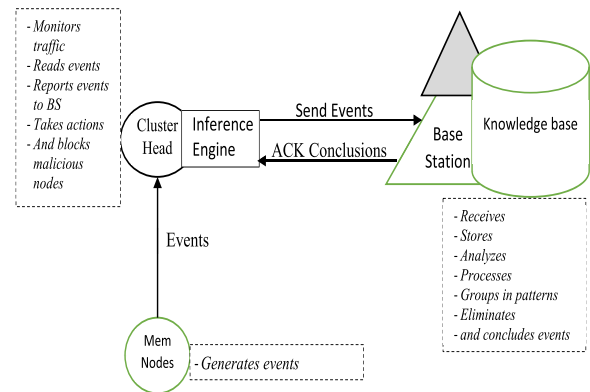 - Monitors
traffic
- Reads events
- Reports events
to BS
- Takes actions
- And blocks
malicious
nodes
Cluster
Head
Inference
Engine
Send Events
ACK Conclusions
Base
Station
Knowledge base
- Receives
- Stores
- Analyzes
- Processes
- Groups in patterns
- Eliminates
- and concludes events
Events
Mem
Nodes
- Generates events